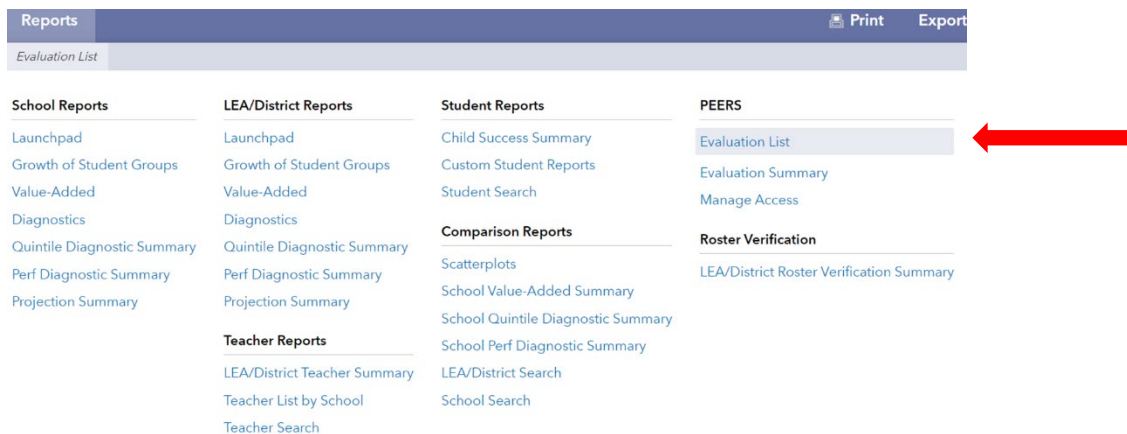 Reports
Print
Export
Evaluation List
School Reports
Launchpad
Growth of Student Groups
Value-Added
Diagnostics
Quintile Diagnostic Summary
Perf Diagnostic Summary
Projection Summary
LEA/District Reports
Launchpad
Growth of Student Groups
Value-Added
Diagnostics
Quintile Diagnostic Summary
Perf Diagnostic Summary
Projection Summary
Teacher Reports
LEA/District Teacher Summary
Teacher List by School
Teacher Search
Student Reports
Child Success Summary
Custom Student Reports
Student Search
Comparison Reports
Scatterplots
School Value-Added Summary
School Quintile Diagnostic Summary
School Perf Diagnostic Summary
LEA/District Search
School Search
PEERS
Evaluation List
Evaluation Summary
Manage Access
Roster Verification
LEA/District Roster Verification Summary